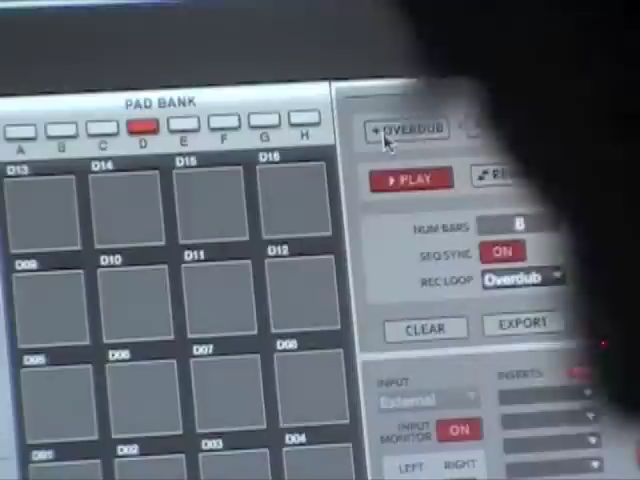 PAD BANK
A B C D E F G H
D13 D14 D15 D16
D09 D10 D11 D12
D05 D06 D07 D08
D01 D02 D03 D04
+OVERDUB
PLAY
NUM BARS 8
SEQ SYNC ON
REC LOOP Overdub
CLEAR EXPORT
INPUT
External
INPUT MONITOR ON
LEFT RIGHT
INSERTS